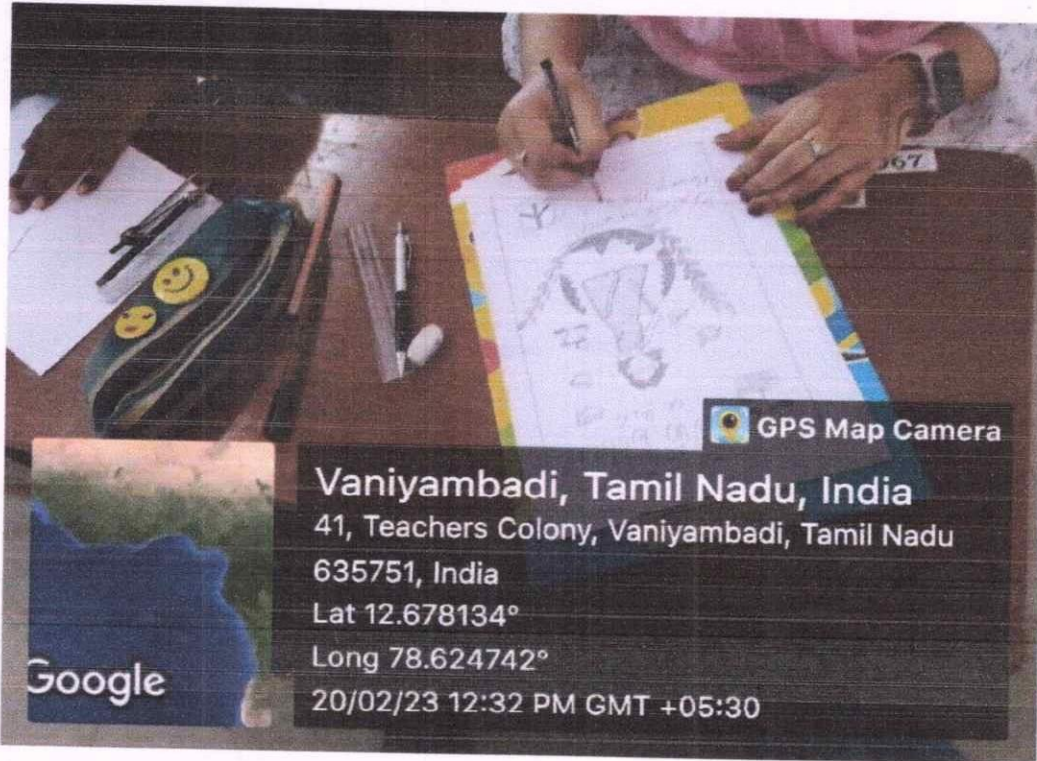 67
GPS Map Camera
Vaniyambadi, Tamil Nadu, India
41, Teachers Colony, Vaniyambadi, Tamil Nadu
635751, India
Lat 12.678134°
Long 78.624742°
20/02/23 12:32 PM GMT +05:30
Google